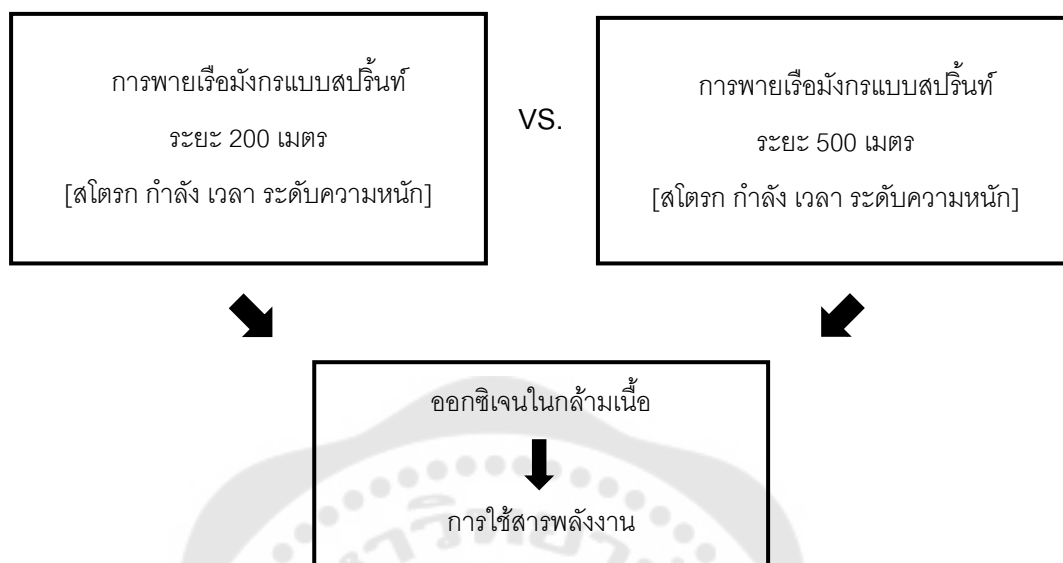 การพายเรือมังกรแบบสปริ้นท์
ระยะ 200 เมตร
[สโตรก กำลัง เวลา ระดับความหนัก]
VS.
การพายเรือมังกรแบบสปริ้นท์
ระยะ 500 เมตร
[สโตรก กำลัง เวลา ระดับความหนัก]
ออกซิเจนในกล้ามเนื้อ
การใช้สารพลังงาน